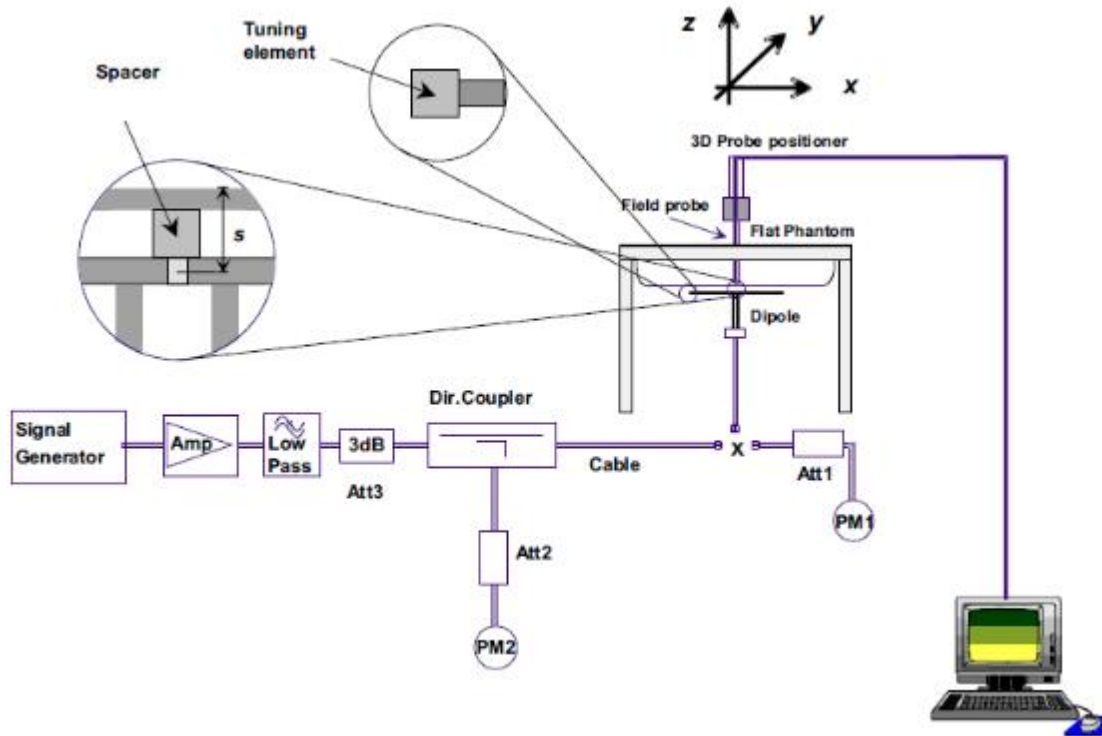 Tuning
element
Spacer
s
z
y
x
3D Probe positioner
Field probe
Flat Phantom
Dipole
Dir.Coupler
Signal
Generator
Amp
Low
Pass
3dB
Att3
Cable
X
Att1
PM1
Att2
PM2